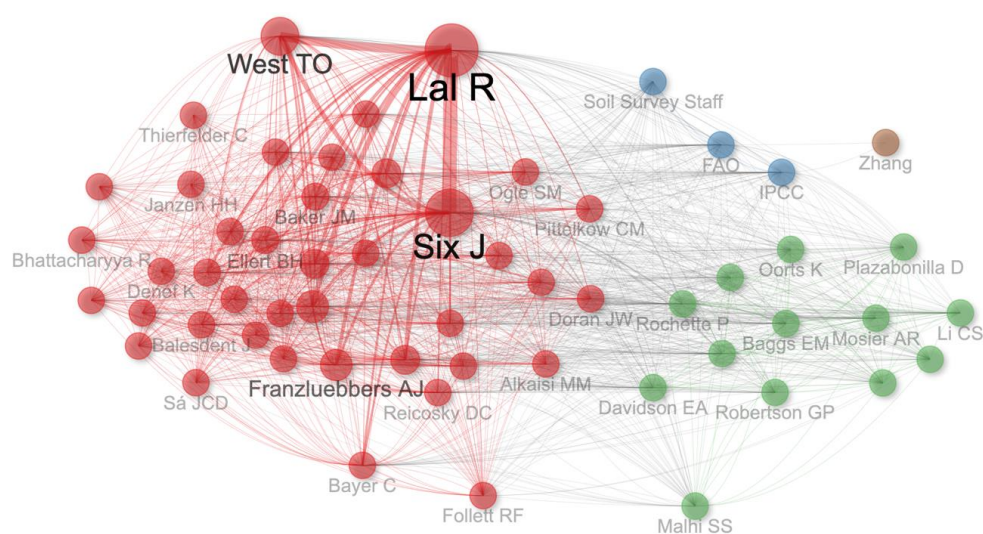 West TO
Lal R
Soil Survey Staff
Thierfelder C
FAO
Zhang
IPCC
Janzen HH
Baker JM
Ogle SM
Pittelkow CM
Six J
Bhattacharyya R
Ellert BH
Oorts K
Plazabonilla D
Denef K
Doran JW
Rochette P
Balesdent J
Baggs EM
Mosier AR
Li CS
Franzluebbers AJ
Alkaisi MM
Sá JCD
Reicosky DC
Davidson EA
Robertson GP
Bayer C
Follett RF
Malhi SS